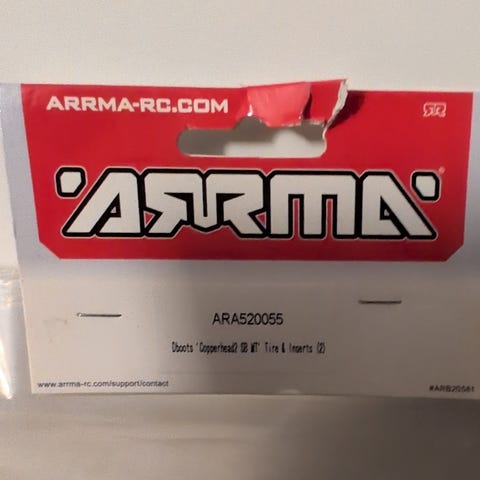 ARRMA-RC.COM
ARRMA
ARA520055
Dboots 'Copperhead2 SB MT' Tire & Inserts (2)
www.arrma-rc.com/support/contact
#ARB20581